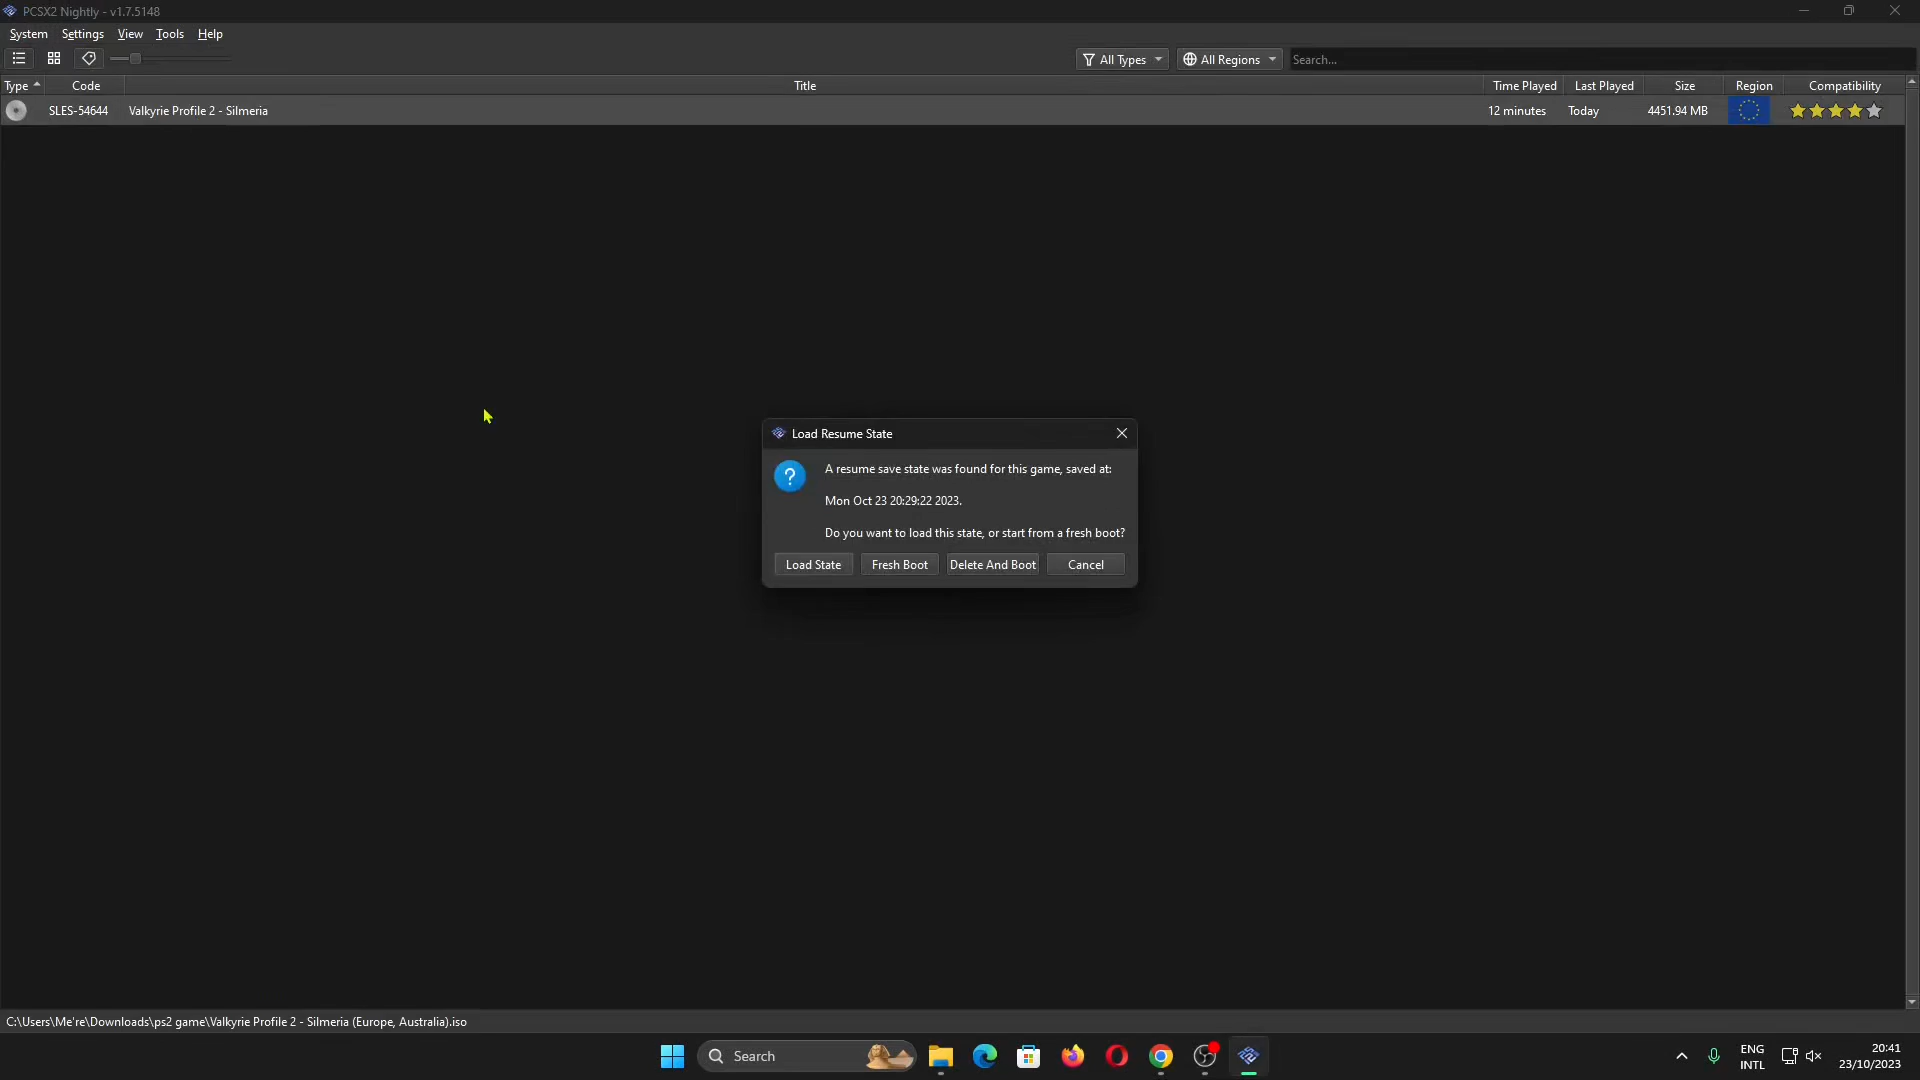 PCSX2 Nightly - v1.7.5148
System Settings View Tools Help
All Types All Regions Search...
Type Code Title Time Played Last Played Size Region Compatibility
SLES-54644 Valkyrie Profile 2 - Silmeria 12 minutes Today 4451.94 MB
Load Resume State
?
A resume save state was found for this game, saved at:
Mon Oct 23 20:29:22 2023.
Do you want to load this state, or start from a fresh boot?
Load State Fresh Boot Delete And Boot Cancel
C:\Users\Me're\Downloads\ps2 game\Valkyrie Profile 2 - Silmeria (Europe, Australia).iso
Search
ENG
INTL
20:41
23/10/2023